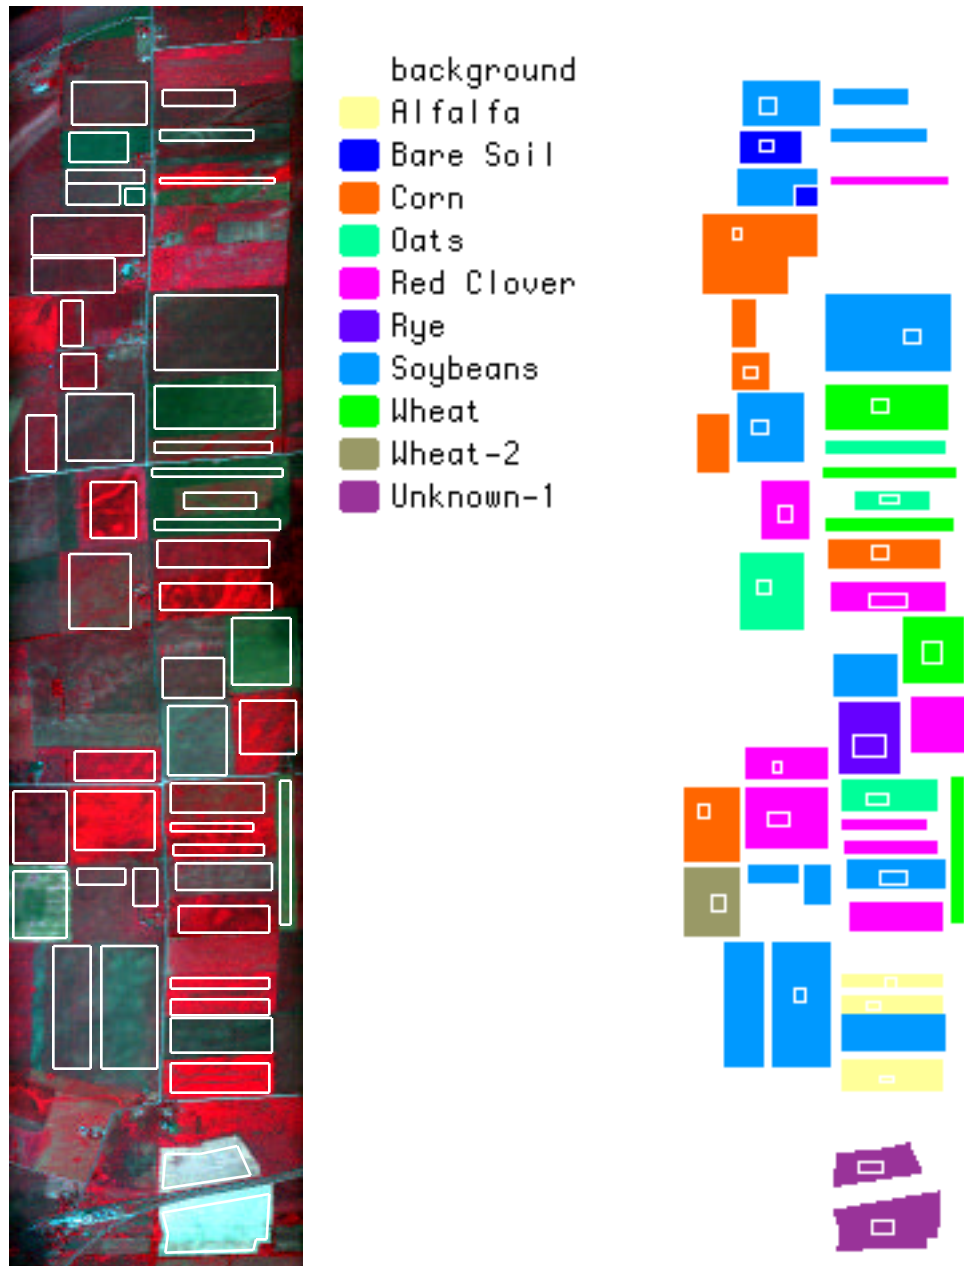 background
Alfalfa
Bare Soil
Corn
Oats
Red Clover
Rye
Soybeans
Wheat
Wheat-2
Unknown-1